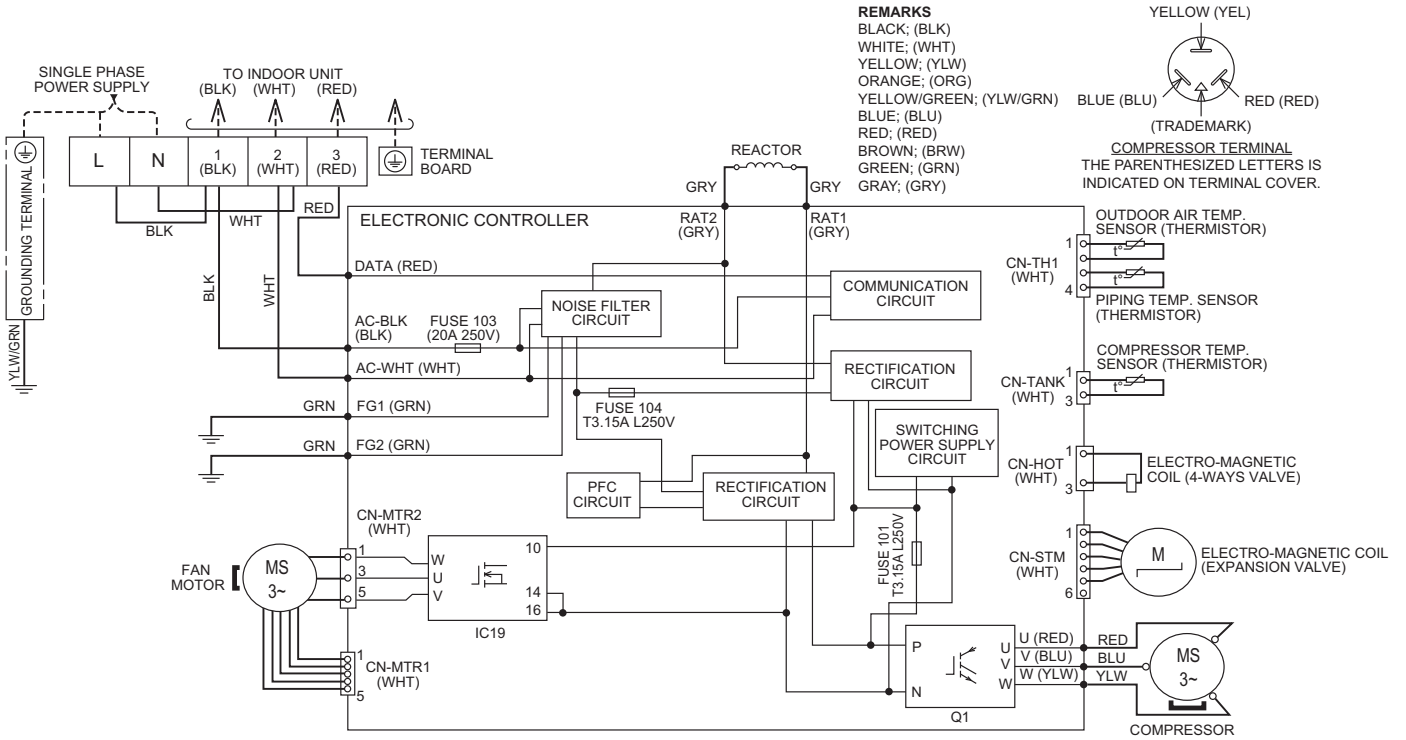 REMARKS
BLACK; (BLK)
WHITE; (WHT)
YELLOW; (YLW)
ORANGE; (ORG)
YELLOW/GREEN; (YLW/GRN)
BLUE; (BLU)
RED; (RED)
BROWN; (BRW)
GREEN; (GRN)
GRAY; (GRY)
YELLOW (YEL)
BLUE (BLU)
RED (RED)
(TRADEMARK)
COMPRESSOR TERMINAL
THE PARENTHESIZED LETTERS IS
INDICATED ON TERMINAL COVER.
SINGLE PHASE
POWER SUPPLY
TO INDOOR UNIT
(BLK) (WHT) (RED)
L
N
1
(BLK)
2
(WHT)
3
(RED)
TERMINAL
BOARD
GROUNDING TERMINAL
YLW/GRN
BLK
WHT
RED
BLK
WHT
REACTOR
GRY
GRY
RAT2
(GRY)
RAT1
(GRY)
ELECTRONIC CONTROLLER
DATA (RED)
AC-BLK
(BLK)
FUSE 103
(20A 250V)
AC-WHT (WHT)
GRN
FG1 (GRN)
GRN
FG2 (GRN)
NOISE FILTER
CIRCUIT
COMMUNICATION
CIRCUIT
RECTIFICATION
CIRCUIT
FUSE 104
T3.15A L250V
SWITCHING
POWER SUPPLY
CIRCUIT
PFC
CIRCUIT
RECTIFICATION
CIRCUIT
FUSE 101
T3.15A L250V
OUTDOOR AIR TEMP.
SENSOR (THERMISTOR)
1
t°
CN-TH1
(WHT)
t°
4
PIPING TEMP. SENSOR
(THERMISTOR)
COMPRESSOR TEMP.
SENSOR (THERMISTOR)
1
CN-TANK
(WHT)
t°
3
1
CN-HOT
(WHT)
3
ELECTRO-MAGNETIC
COIL (4-WAYS VALVE)
1
CN-STM
(WHT)
6
M
ELECTRO-MAGNETIC COIL
(EXPANSION VALVE)
CN-MTR2
(WHT)
1
3
5
FAN
MOTOR
MS
3~
W
U
V
10
14
16
IC19
1
CN-MTR1
(WHT)
5
P
N
U
V
W
Q1
U (RED)
V (BLU)
W (YLW)
RED
BLU
YLW
MS
3~
COMPRESSOR